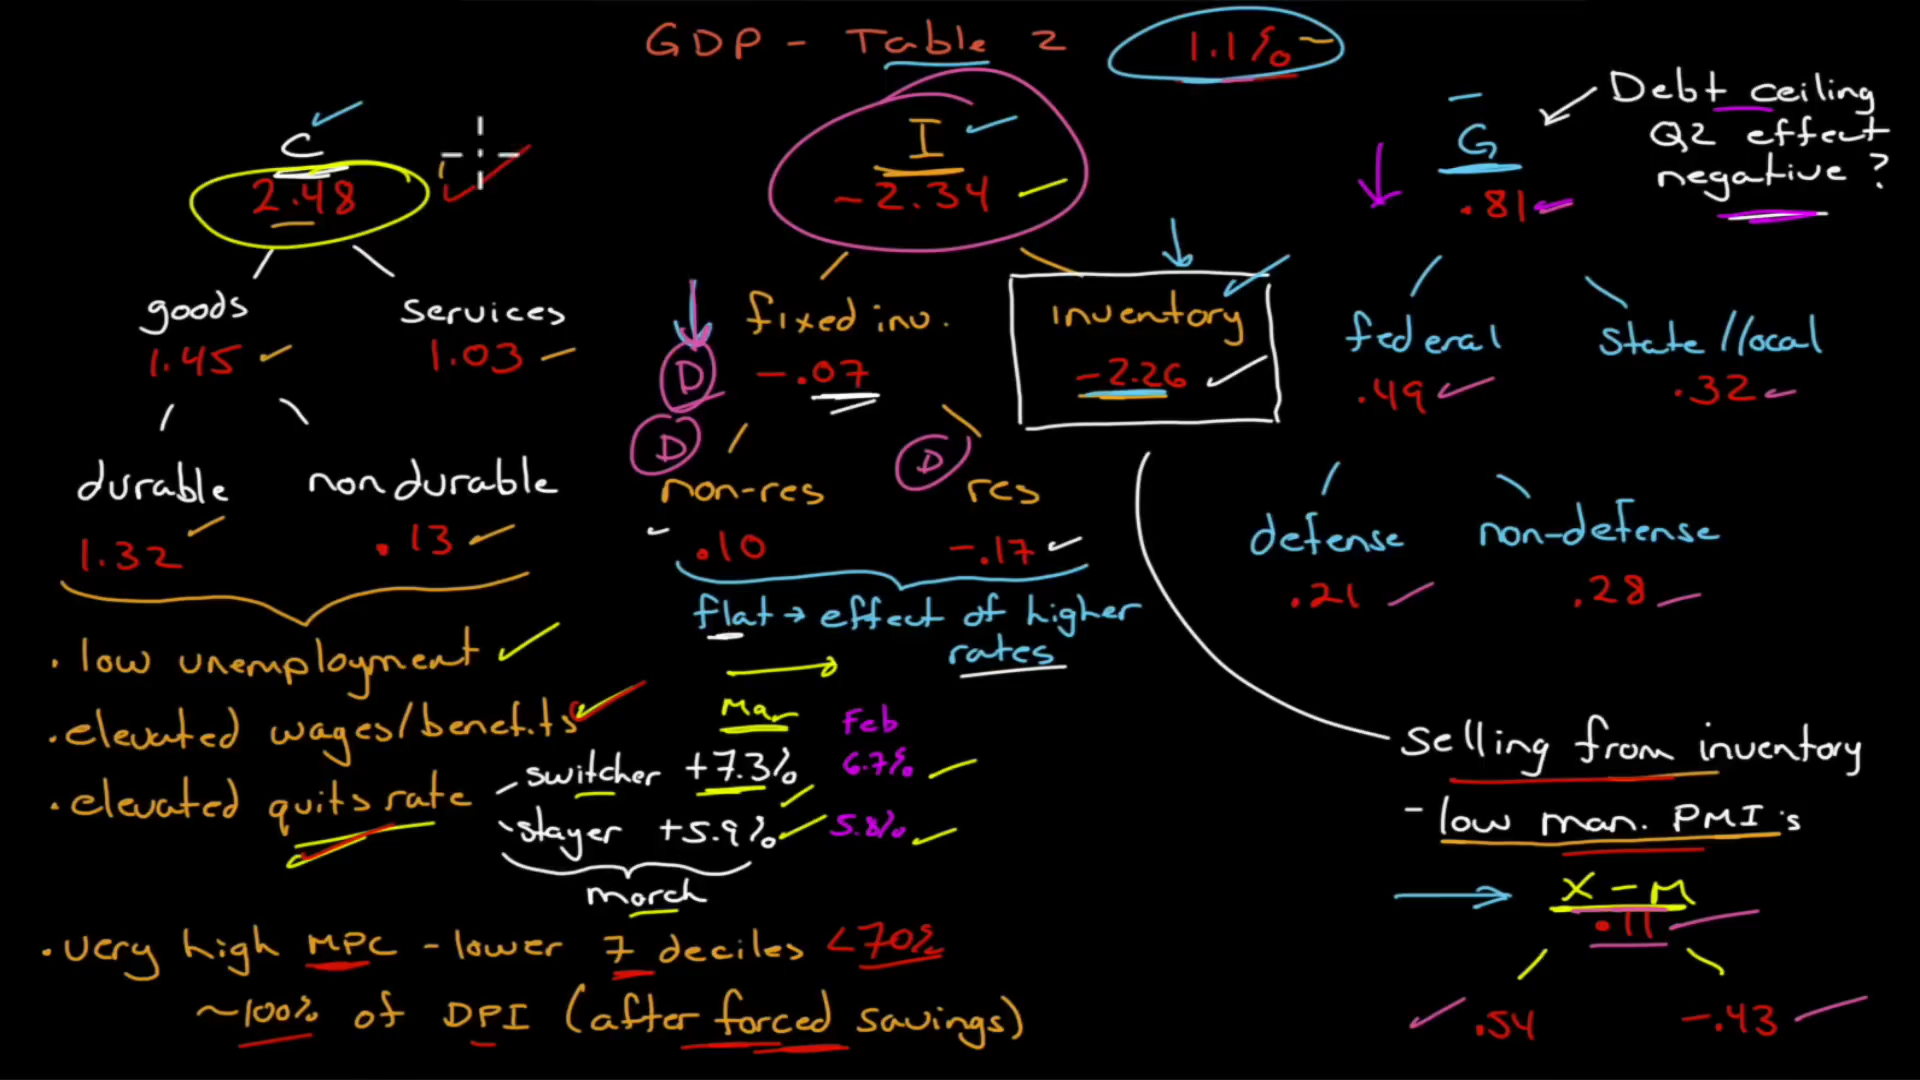 GDP - Table 2 1.1%
C
2.48
goods services
1.45 1.03
durable nondurable
1.32 .13
. low unemployment
. elevated wages/benefits
. elevated quits rate
Mar Feb
switcher +7.3% 6.7%
stayer +5.9% 5.8%
march
. very high MPC - lower 7 deciles <70%
~100% of DPI (after forced savings)
I
-2.34
fixed inv. inventory
-.07 -2.26
D
D D
non-res res
.10 -.17
flat → effect of higher
rates
G
.81
Debt ceiling
Q2 effect
negative?
federal state/local
.49 .32
defense non-defense
.21 .28
selling from inventory
- low man. PMI's
X - M
.11
.54 -.43